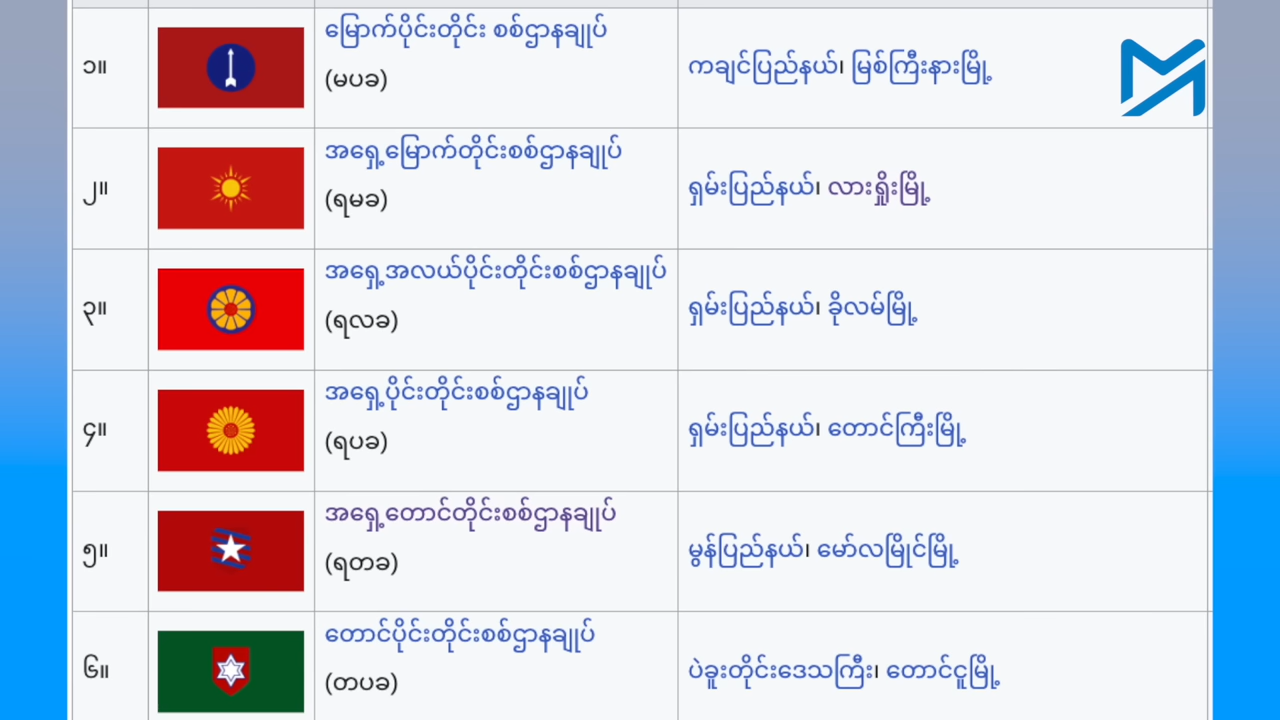 ၁။
မြောက်ပိုင်းတိုင်း စစ်ဌာနချုပ်
(မပခ)
ကချင်ပြည်နယ်၊ မြစ်ကြီးနားမြို့
၂။
အရှေ့မြောက်တိုင်းစစ်ဌာနချုပ်
(ရမခ)
ရှမ်းပြည်နယ်၊ လားရှိုးမြို့
၃။
အရှေ့အလယ်ပိုင်းတိုင်းစစ်ဌာနချုပ်
(ရလခ)
ရှမ်းပြည်နယ်၊ ခိုလမ်မြို့
၄။
အရှေ့ပိုင်းတိုင်းစစ်ဌာနချုပ်
(ရပခ)
ရှမ်းပြည်နယ်၊ တောင်ကြီးမြို့
၅။
အရှေ့တောင်တိုင်းစစ်ဌာနချုပ်
(ရတခ)
မွန်ပြည်နယ်၊ မော်လမြိုင်မြို့
၆။
တောင်ပိုင်းတိုင်းစစ်ဌာနချုပ်
(တပခ)
ပဲခူးတိုင်းဒေသကြီး၊ တောင်ငူမြို့